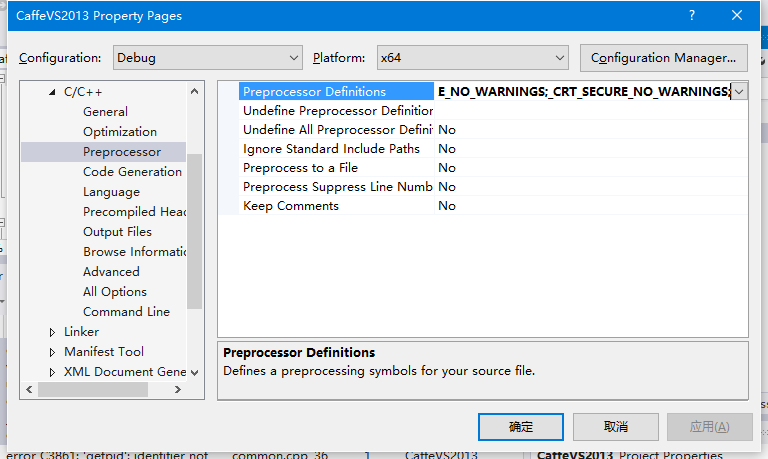 CaffeVS2013 Property Pages
Configuration: Debug Platform: x64 Configuration Manager...
C/C++
General
Optimization
Preprocessor
Code Generation
Language
Precompiled Head
Output Files
Browse Informatic
Advanced
All Options
Command Line
Linker
Manifest Tool
XML Document Gene
Preprocessor Definitions E_NO_WARNINGS;_CRT_SECURE_NO_WARNINGS;
Undefine Preprocessor Definition
Undefine All Preprocessor Defini No
Ignore Standard Include Paths No
Preprocess to a File No
Preprocess Suppress Line Numb No
Keep Comments No
Preprocessor Definitions
Defines a preprocessing symbols for your source file.
确定 取消 应用(A)
error C3861: 'getpid': identifier not common.cpp 36 1 CaffeVS2013 CaffeVS2013 Project Properties